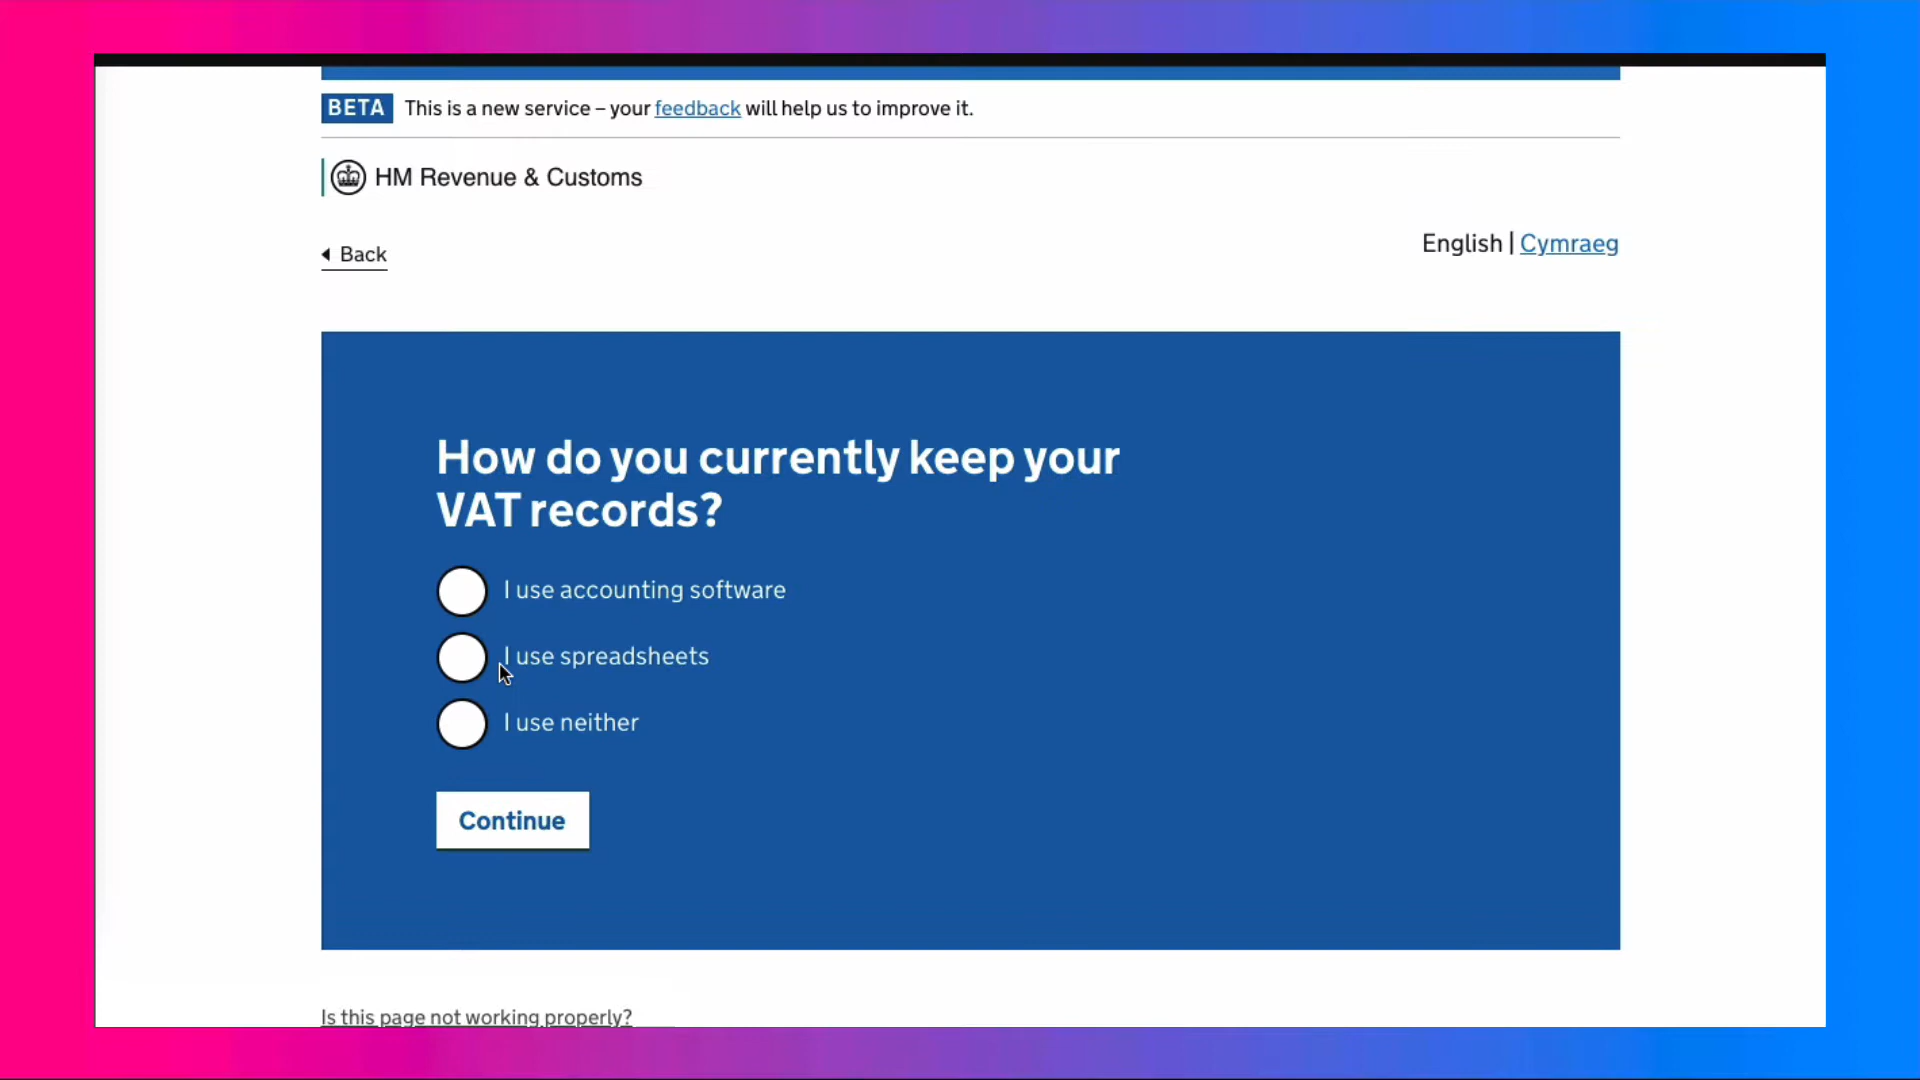 BETA This is a new service – your feedback will help us to improve it.
HM Revenue & Customs
Back
English | Cymraeg
How do you currently keep your
VAT records?
I use accounting software
I use spreadsheets
I use neither
Continue
Is this page not working properly?